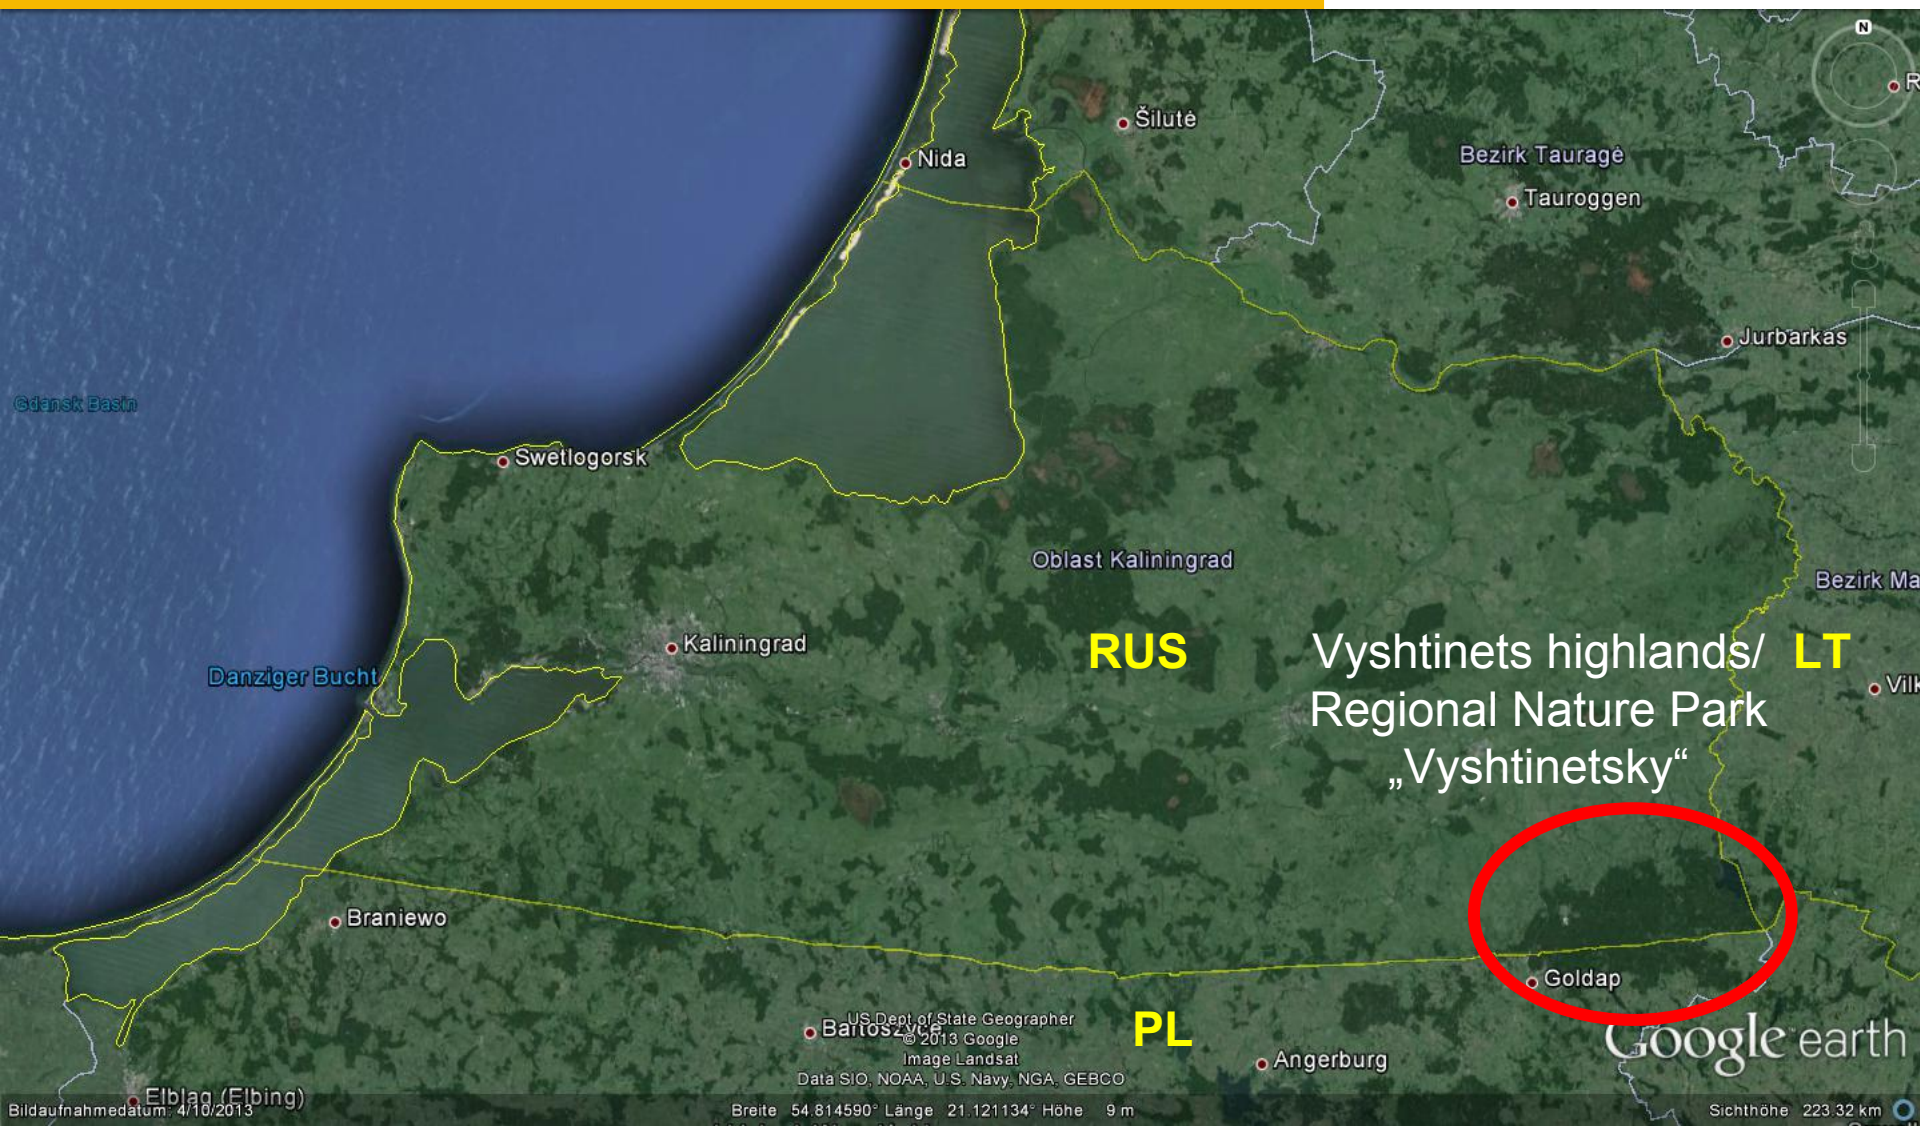 N
R
Šilutė
Nida
Bezirk Tauragė
Tauroggen
Jurbarkas
Gdansk Basin
Swetlogorsk
Oblast Kaliningrad
Bezirk Ma
Kaliningrad
RUS
Vyshtinets highlands/
LT
Danziger Bucht
Vilk
Regional Nature Park
„Vyshtinetsky“
Braniewo
Goldap
US Dept of State Geographer
Bartoszyce
© 2013 Google
PL
Google earth
Image Landsat
Angerburg
Data SIO, NOAA, U.S. Navy, NGA, GEBCO
Elbląg (Elbing)
Bildaufnahmedatum: 4/10/2013
Breite 54.814590° Länge 21.121134° Höhe 9 m
Sichthöhe 223.32 km